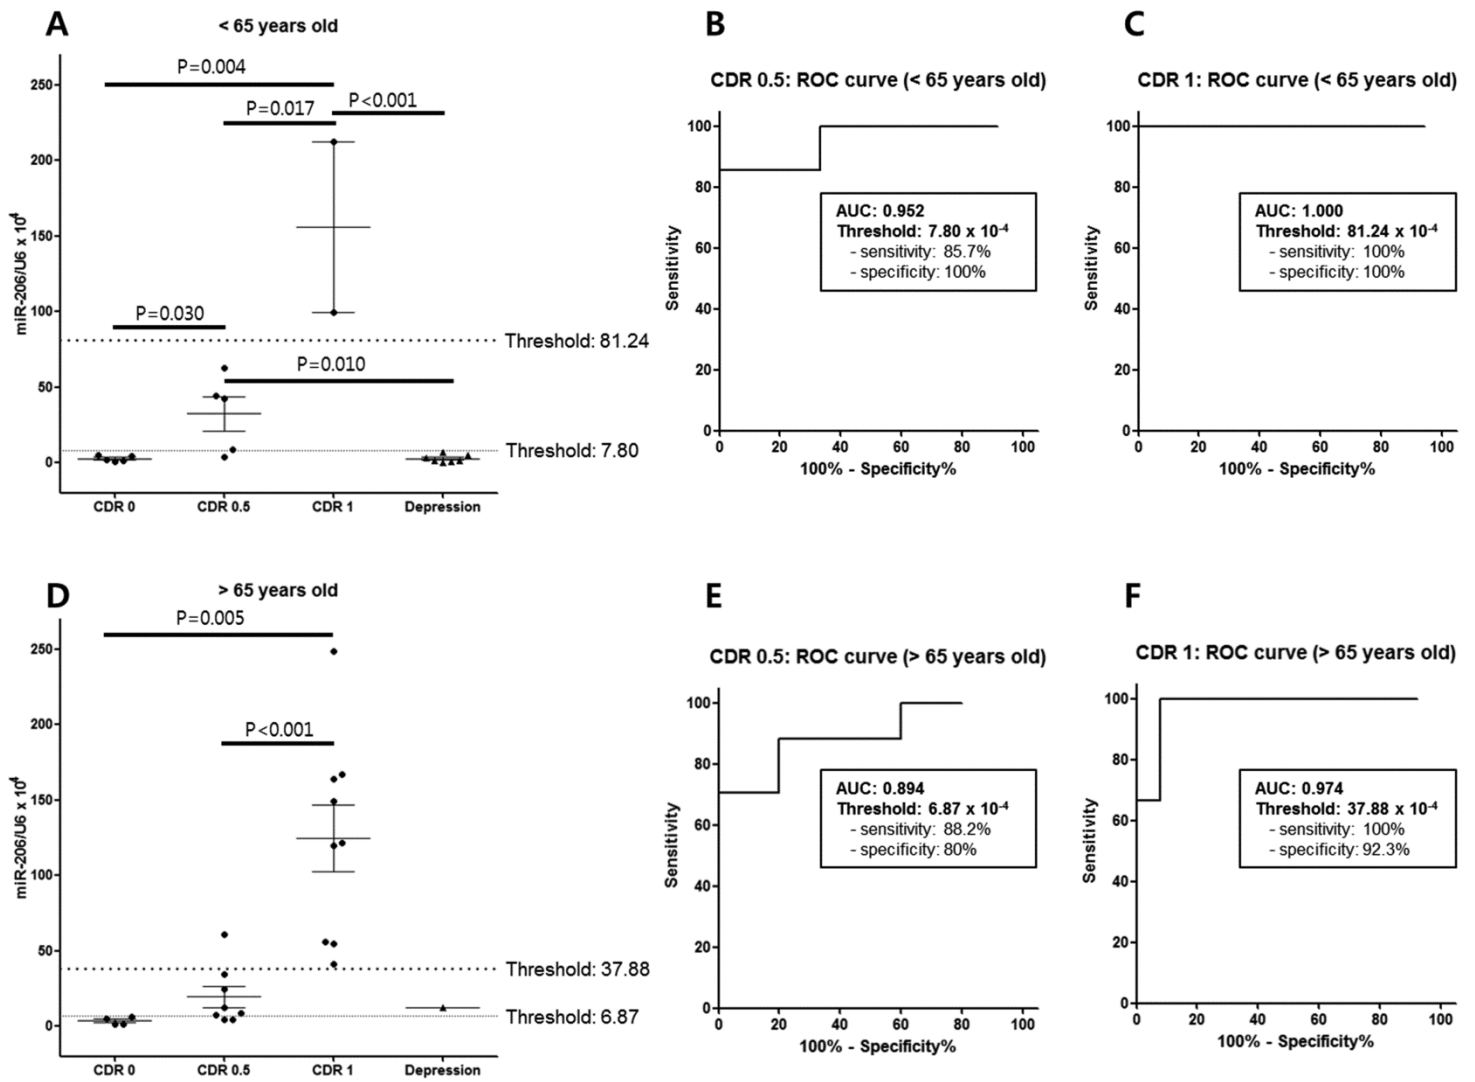 A
< 65 years old
miR-206/U6 x 10⁴
250
200
150
100
50
0
P=0.004
P=0.017
P<0.001
P=0.030
P=0.010
Threshold: 81.24
Threshold: 7.80
CDR 0
CDR 0.5
CDR 1
Depression
B
CDR 0.5: ROC curve (< 65 years old)
Sensitivity
100
80
60
40
20
0
AUC: 0.952
Threshold: 7.80 x 10⁻⁴
- sensitivity: 85.7%
- specificity: 100%
0 20 40 60 80 100
100% - Specificity%
C
CDR 1: ROC curve (< 65 years old)
Sensitivity
100
80
60
40
20
0
AUC: 1.000
Threshold: 81.24 x 10⁻⁴
- sensitivity: 100%
- specificity: 100%
0 20 40 60 80 100
100% - Specificity%
D
> 65 years old
miR-206/U6 x 10⁴
250
200
150
100
50
0
P=0.005
P<0.001
Threshold: 37.88
Threshold: 6.87
CDR 0
CDR 0.5
CDR 1
Depression
E
CDR 0.5: ROC curve (> 65 years old)
Sensitivity
100
80
60
40
20
0
AUC: 0.894
Threshold: 6.87 x 10⁻⁴
- sensitivity: 88.2%
- specificity: 80%
0 20 40 60 80 100
100% - Specificity%
F
CDR 1: ROC curve (> 65 years old)
Sensitivity
100
80
60
40
20
0
AUC: 0.974
Threshold: 37.88 x 10⁻⁴
- sensitivity: 100%
- specificity: 92.3%
0 20 40 60 80 100
100% - Specificity%